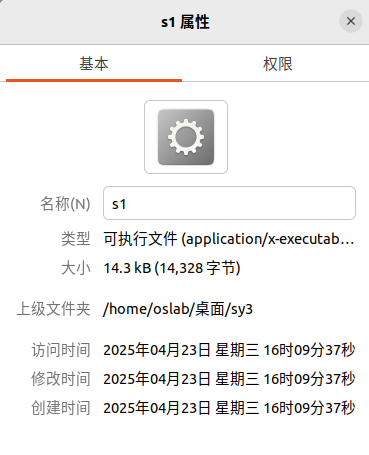 s1 属性
基本 权限
名称(N) s1
类型 可执行文件 (application/x-executab…
大小 14.3 kB (14,328 字节)
上级文件夹 /home/oslab/桌面/sy3
访问时间 2025年04月23日 星期三 16时09分37秒
修改时间 2025年04月23日 星期三 16时09分37秒
创建时间 2025年04月23日 星期三 16时09分37秒